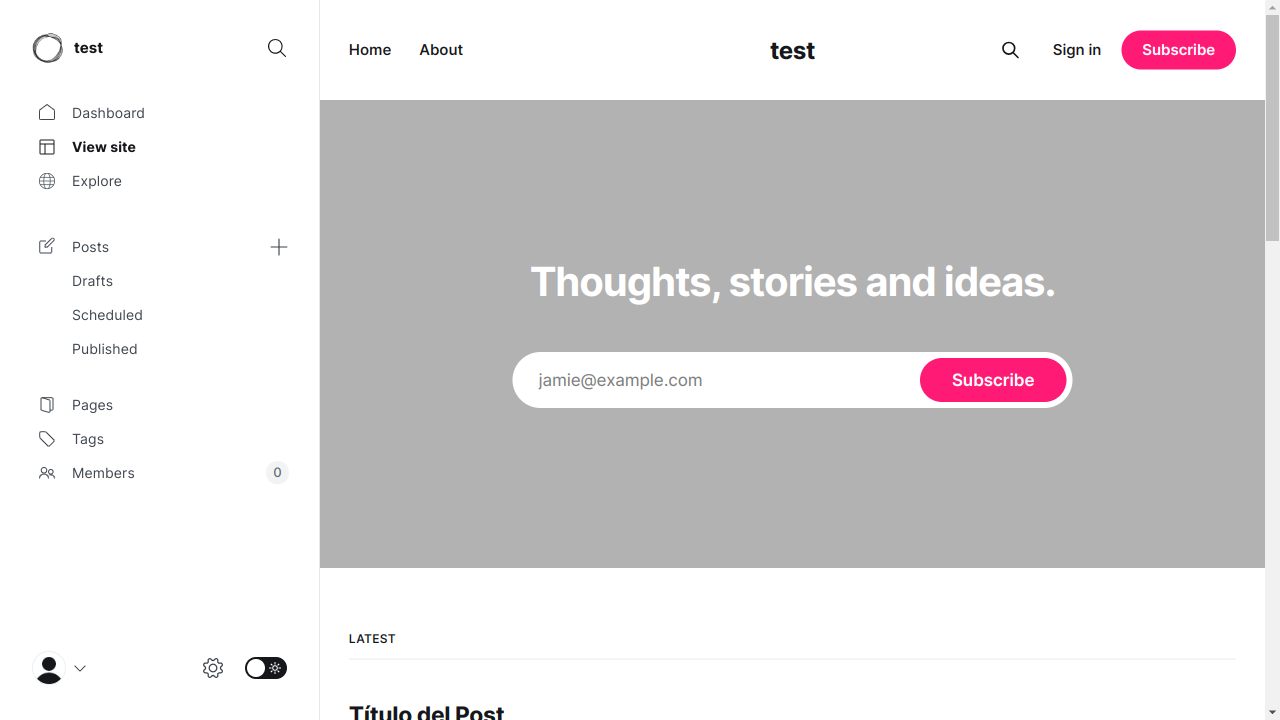 test
Dashboard
View site
Explore
Posts
Drafts
Scheduled
Published
Pages
Tags
Members 0
Home About test Sign in Subscribe
Thoughts, stories and ideas.
jamie@example.com Subscribe
LATEST
Título del Post